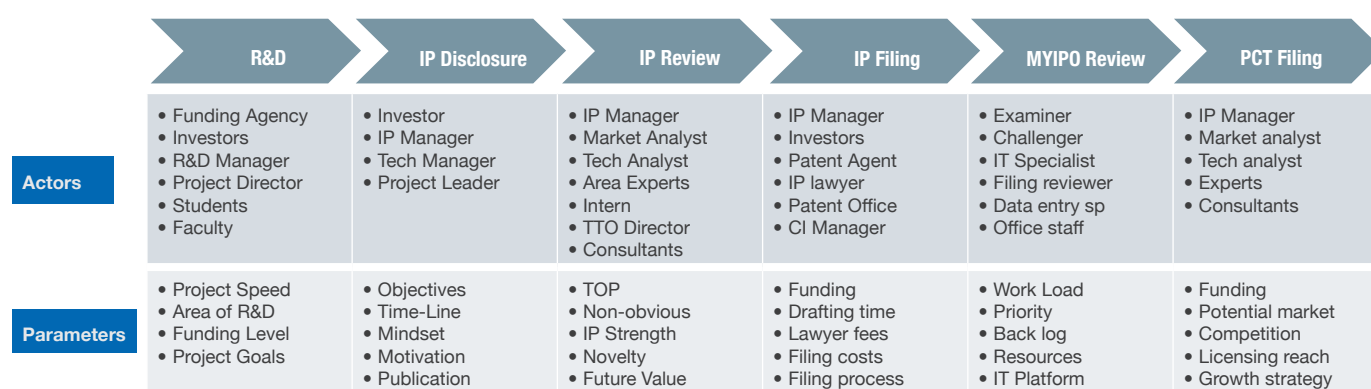 R&D
IP Disclosure
IP Review
IP Filing
MYIPO Review
PCT Filing
Actors
• Funding Agency
• Investors
• R&D Manager
• Project Director
• Students
• Faculty
• Investor
• IP Manager
• Tech Manager
• Project Leader
• IP Manager
• Market Analyst
• Tech Analyst
• Area Experts
• Intern
• TTO Director
• Consultants
• IP Manager
• Investors
• Patent Agent
• IP lawyer
• Patent Office
• CI Manager
• Examiner
• Challenger
• IT Specialist
• Filing reviewer
• Data entry sp
• Office staff
• IP Manager
• Market analyst
• Tech analyst
• Experts
• Consultants
Parameters
• Project Speed
• Area of R&D
• Funding Level
• Project Goals
• Objectives
• Time-Line
• Mindset
• Motivation
• Publication
• TOP
• Non-obvious
• IP Strength
• Novelty
• Future Value
• Funding
• Drafting time
• Lawyer fees
• Filing costs
• Filing process
• Work Load
• Priority
• Back log
• Resources
• IT Platform
• Funding
• Potential market
• Competition
• Licensing reach
• Growth strategy